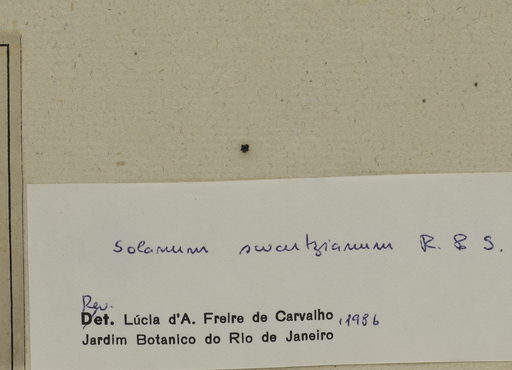 Solanum swartzianum R. & S.
Rev.
Det. Lúcia d'A. Freire de Carvalho, 1986
Jardim Botanico do Rio de Janeiro